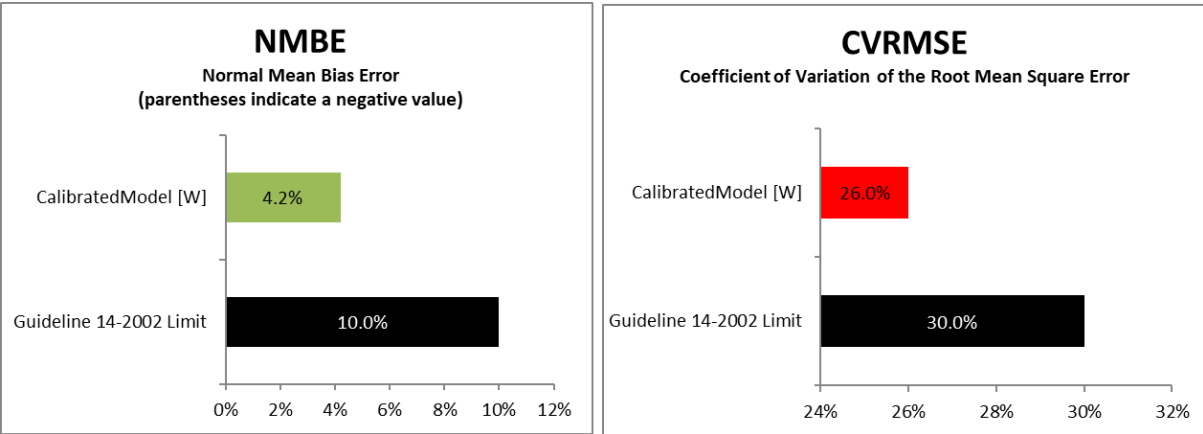 NMBE
Normal Mean Bias Error
(parentheses indicate a negative value)
CalibratedModel [W]
4.2%
Guideline 14-2002 Limit
10.0%
0% 2% 4% 6% 8% 10% 12%
CVRMSE
Coefficient of Variation of the Root Mean Square Error
CalibratedModel [W]
26.0%
Guideline 14-2002 Limit
30.0%
24% 26% 28% 30% 32%